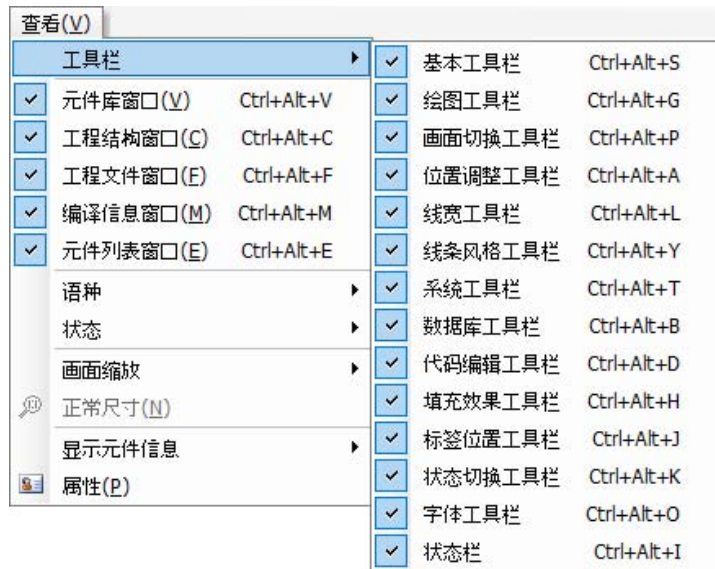 查看(V)
工具栏
元件库窗口(V) Ctrl+Alt+V
工程结构窗口(C) Ctrl+Alt+C
工程文件窗口(F) Ctrl+Alt+F
编译信息窗口(M) Ctrl+Alt+M
元件列表窗口(E) Ctrl+Alt+E
语种
状态
画面缩放
正常尺寸(N)
显示元件信息
属性(P)
基本工具栏 Ctrl+Alt+S
绘图工具栏 Ctrl+Alt+G
画面切换工具栏 Ctrl+Alt+P
位置调整工具栏 Ctrl+Alt+A
线宽工具栏 Ctrl+Alt+L
线条风格工具栏 Ctrl+Alt+Y
系统工具栏 Ctrl+Alt+T
数据库工具栏 Ctrl+Alt+B
代码编辑工具栏 Ctrl+Alt+D
填充效果工具栏 Ctrl+Alt+H
标签位置工具栏 Ctrl+Alt+J
状态切换工具栏 Ctrl+Alt+K
字体工具栏 Ctrl+Alt+O
状态栏 Ctrl+Alt+I